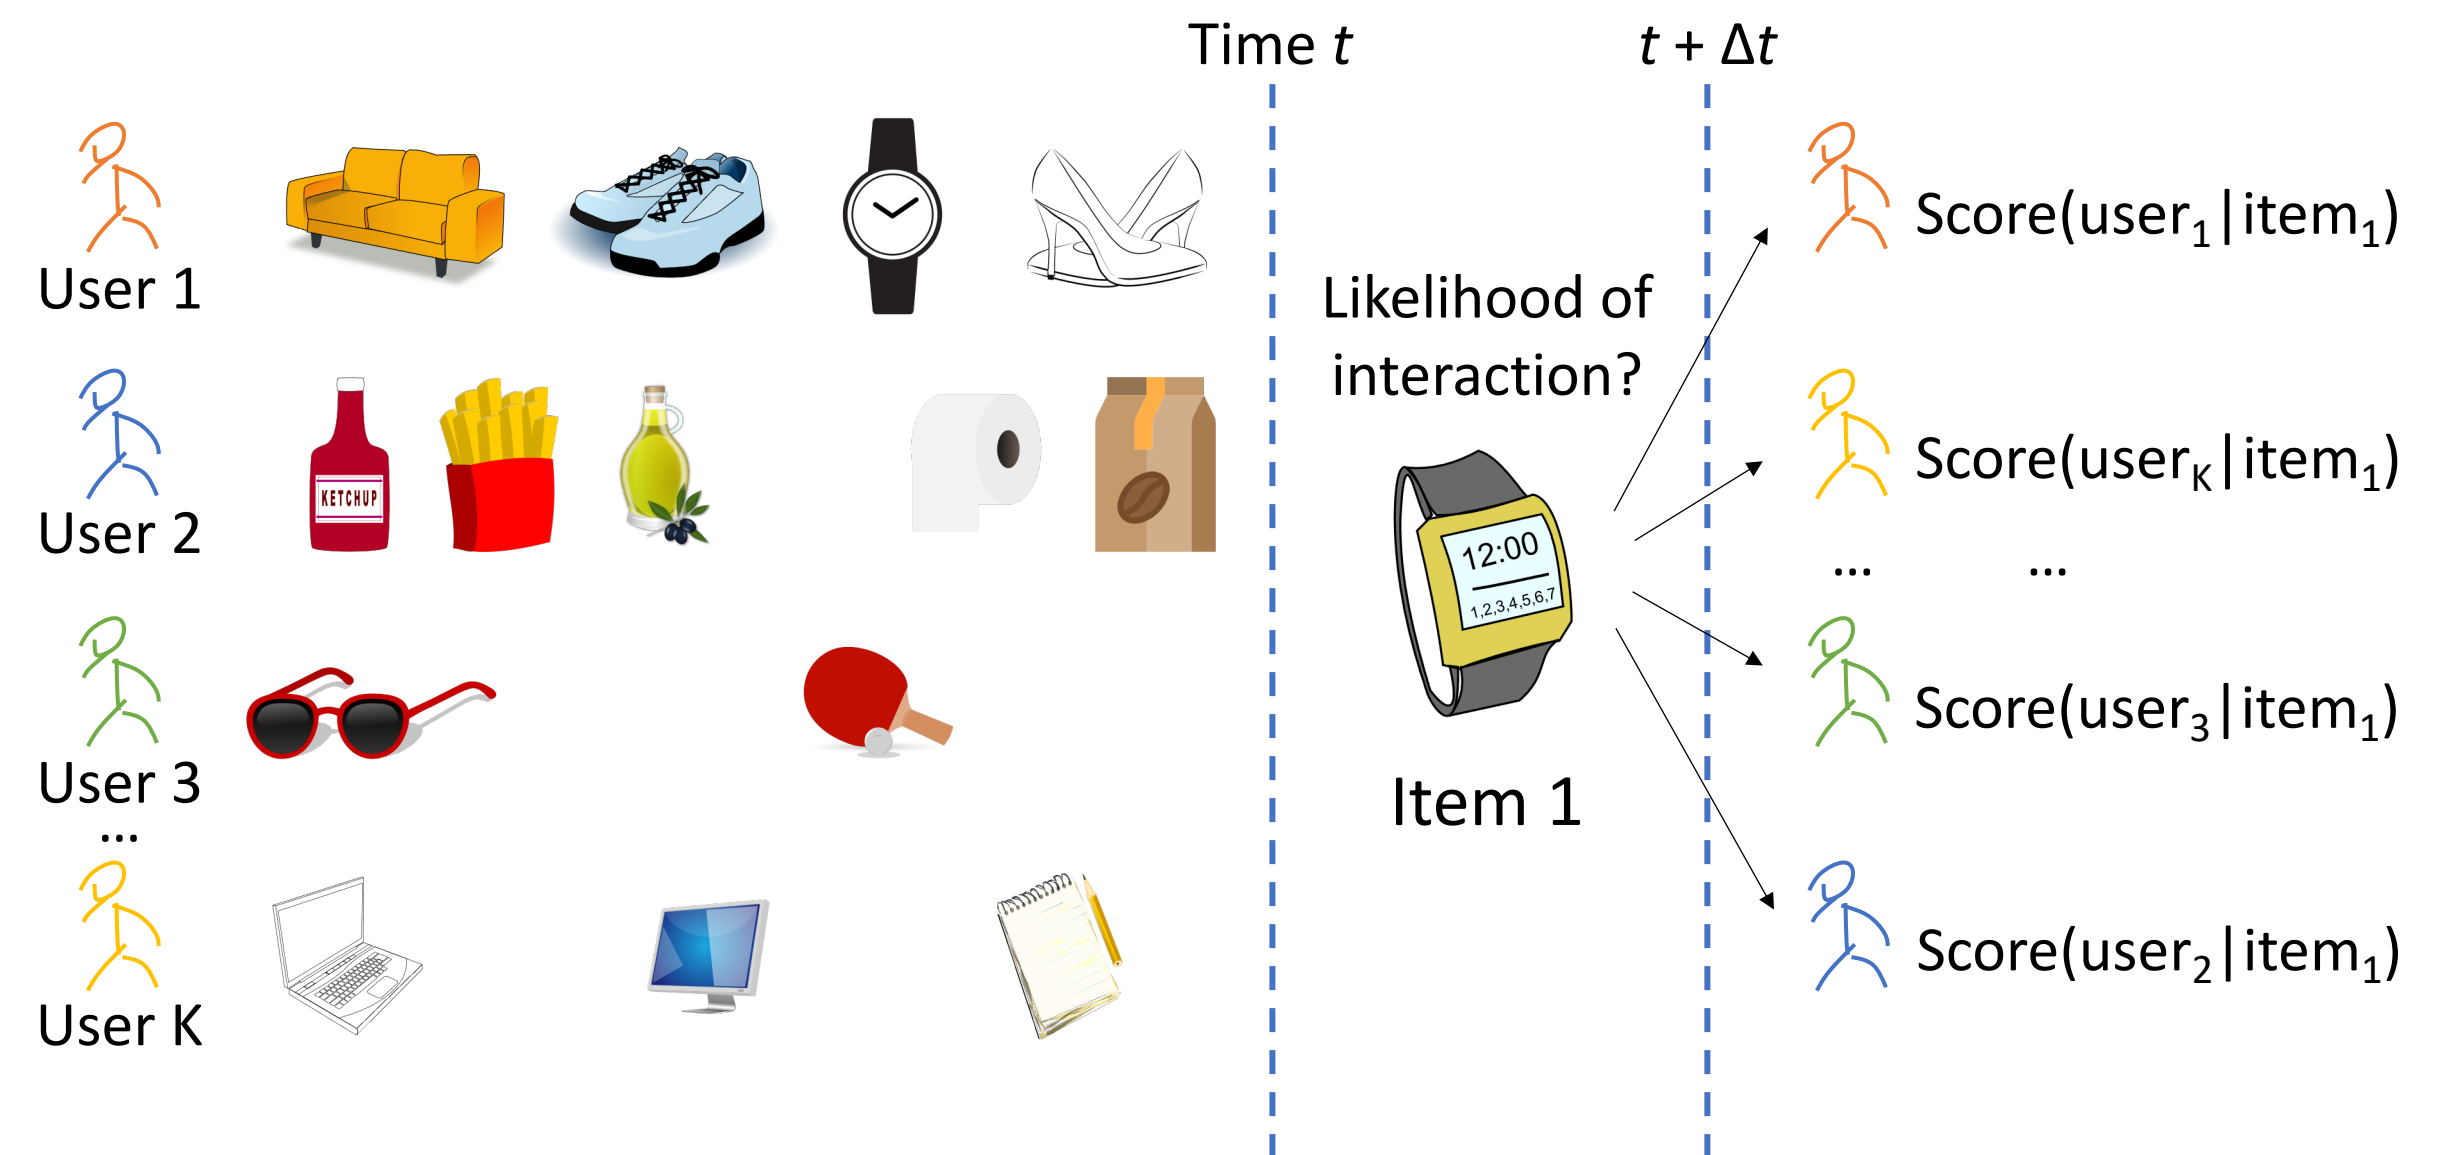 Time t
t + Δt
User 1
Score(user₁|item₁)
Likelihood of
interaction?
KETCHUP
User 2
Score(user_K|item₁)
12:00
1,2,3,4,5,6,7
... ...
User 3
Item 1
Score(user₃|item₁)
...
User K
Score(user₂|item₁)